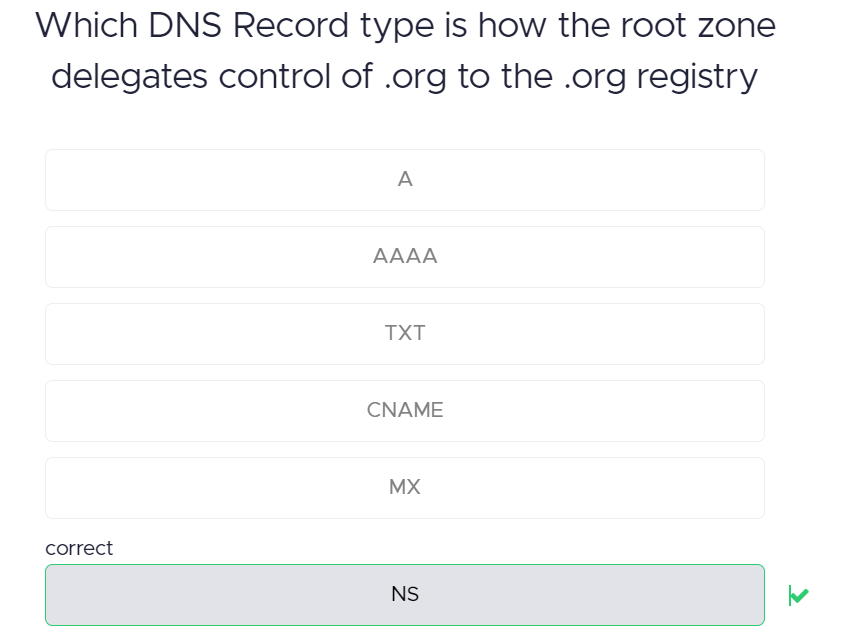 Which DNS Record type is how the root zone
delegates control of .org to the .org registry
A
AAAA
TXT
CNAME
MX
correct
NS